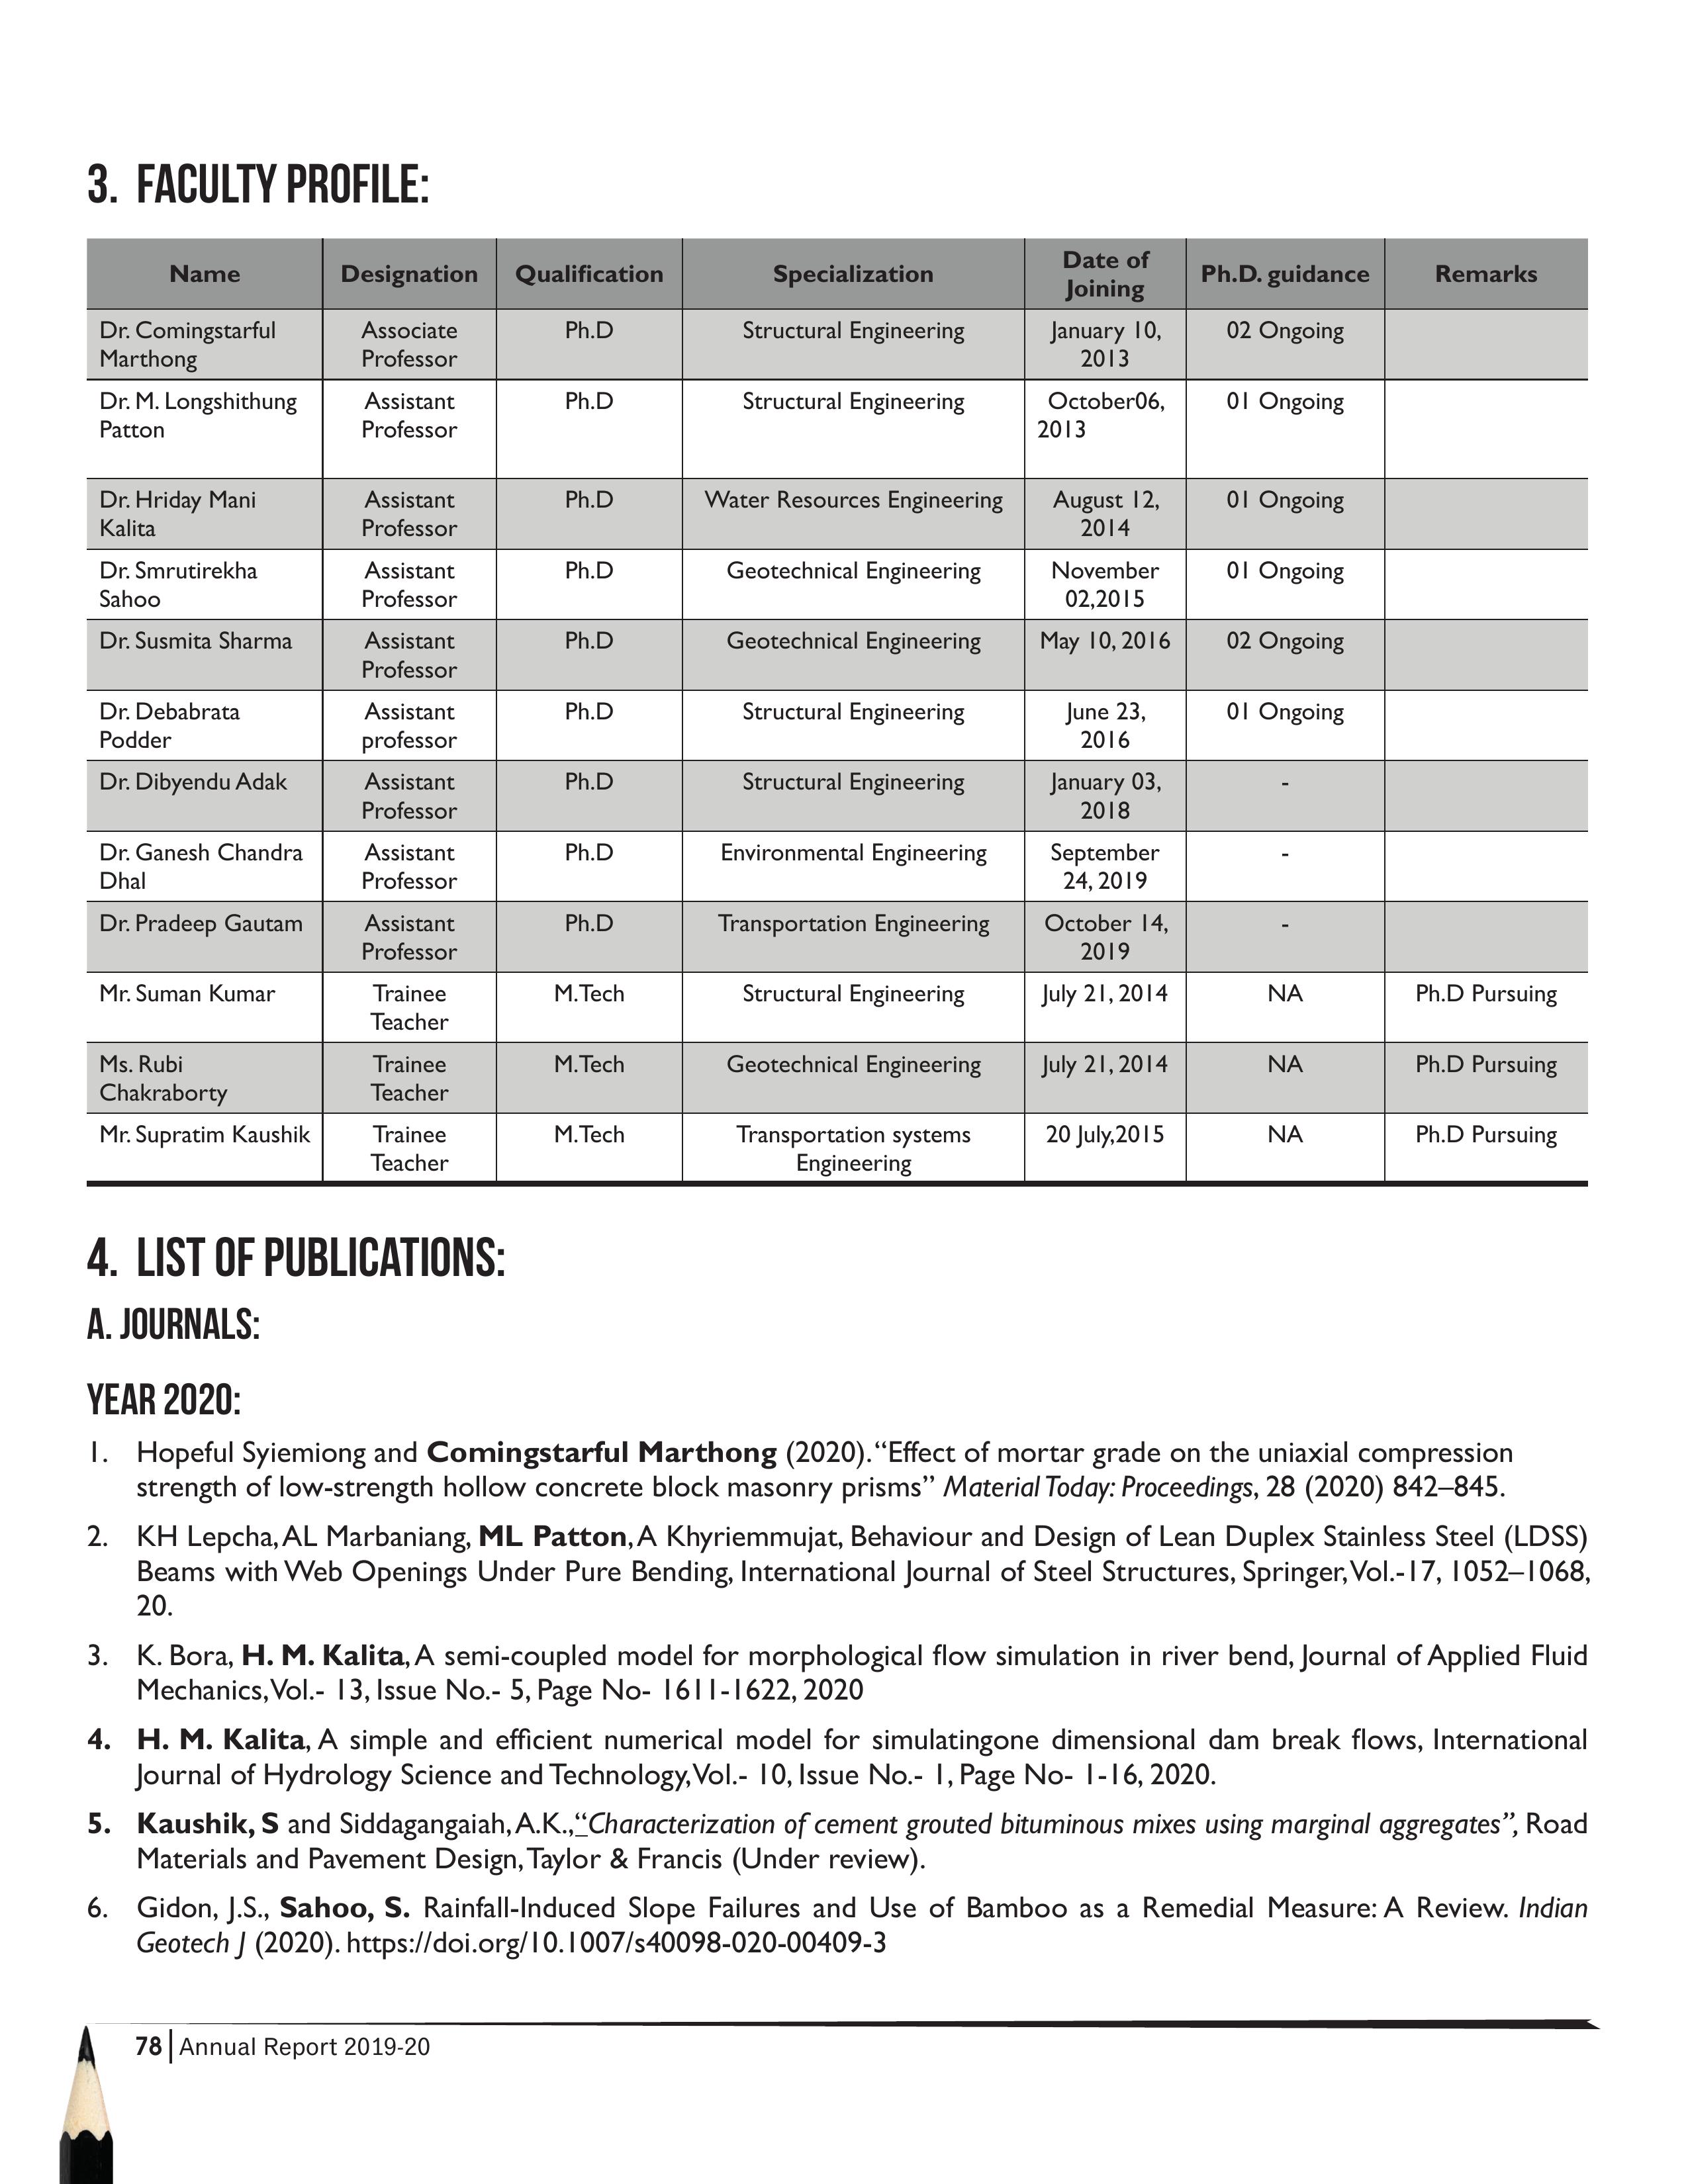 3. FACULTY PROFILE:
Name Designation Qualification Specialization Date of Joining Ph.D. guidance Remarks
Dr. Comingstarful Marthong Associate Professor Ph.D Structural Engineering January 10, 2013 02 Ongoing
Dr. M. Longshithung Patton Assistant Professor Ph.D Structural Engineering October06, 2013 01 Ongoing
Dr. Hriday Mani Kalita Assistant Professor Ph.D Water Resources Engineering August 12, 2014 01 Ongoing
Dr. Smrutirekha Sahoo Assistant Professor Ph.D Geotechnical Engineering November 02,2015 01 Ongoing
Dr. Susmita Sharma Assistant Professor Ph.D Geotechnical Engineering May 10, 2016 02 Ongoing
Dr. Debabrata Podder Assistant professor Ph.D Structural Engineering June 23, 2016 01 Ongoing
Dr. Dibyendu Adak Assistant Professor Ph.D Structural Engineering January 03, 2018 -
Dr. Ganesh Chandra Dhal Assistant Professor Ph.D Environmental Engineering September 24, 2019 -
Dr. Pradeep Gautam Assistant Professor Ph.D Transportation Engineering October 14, 2019 -
Mr. Suman Kumar Trainee Teacher M.Tech Structural Engineering July 21, 2014 NA Ph.D Pursuing
Ms. Rubi Chakraborty Trainee Teacher M.Tech Geotechnical Engineering July 21, 2014 NA Ph.D Pursuing
Mr. Supratim Kaushik Trainee Teacher M.Tech Transportation systems Engineering 20 July,2015 NA Ph.D Pursuing
4. LIST OF PUBLICATIONS:
A. JOURNALS:
YEAR 2020:
1. Hopeful Syiemiong and Comingstarful Marthong (2020). “Effect of mortar grade on the uniaxial compression
strength of low-strength hollow concrete block masonry prisms” Material Today: Proceedings, 28 (2020) 842–845.
2. KH Lepcha, AL Marbaniang, ML Patton, A Khyriemmujat, Behaviour and Design of Lean Duplex Stainless Steel (LDSS)
Beams with Web Openings Under Pure Bending, International Journal of Steel Structures, Springer, Vol.-17, 1052–1068,
20.
3. K. Bora, H. M. Kalita, A semi-coupled model for morphological flow simulation in river bend, Journal of Applied Fluid
Mechanics, Vol.- 13, Issue No.- 5, Page No- 1611-1622, 2020
4. H. M. Kalita, A simple and efficient numerical model for simulatingone dimensional dam break flows, International
Journal of Hydrology Science and Technology, Vol.- 10, Issue No.- 1, Page No- 1-16, 2020.
5. Kaushik, S and Siddagangaiah, A.K., “Characterization of cement grouted bituminous mixes using marginal aggregates”, Road
Materials and Pavement Design, Taylor & Francis (Under review).
6. Gidon, J.S., Sahoo, S. Rainfall-Induced Slope Failures and Use of Bamboo as a Remedial Measure: A Review. Indian
Geotech J (2020). https://doi.org/10.1007/s40098-020-00409-3
78 Annual Report 2019-20